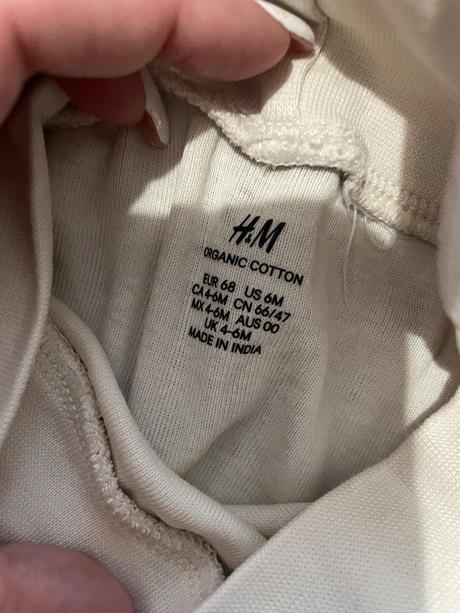 H&M
ORGANIC COTTON
EUR 68 US 6M
CA 4-6M CN 66/47
MX 4-6M AUS 00
UK 4-6M
MADE IN INDIA